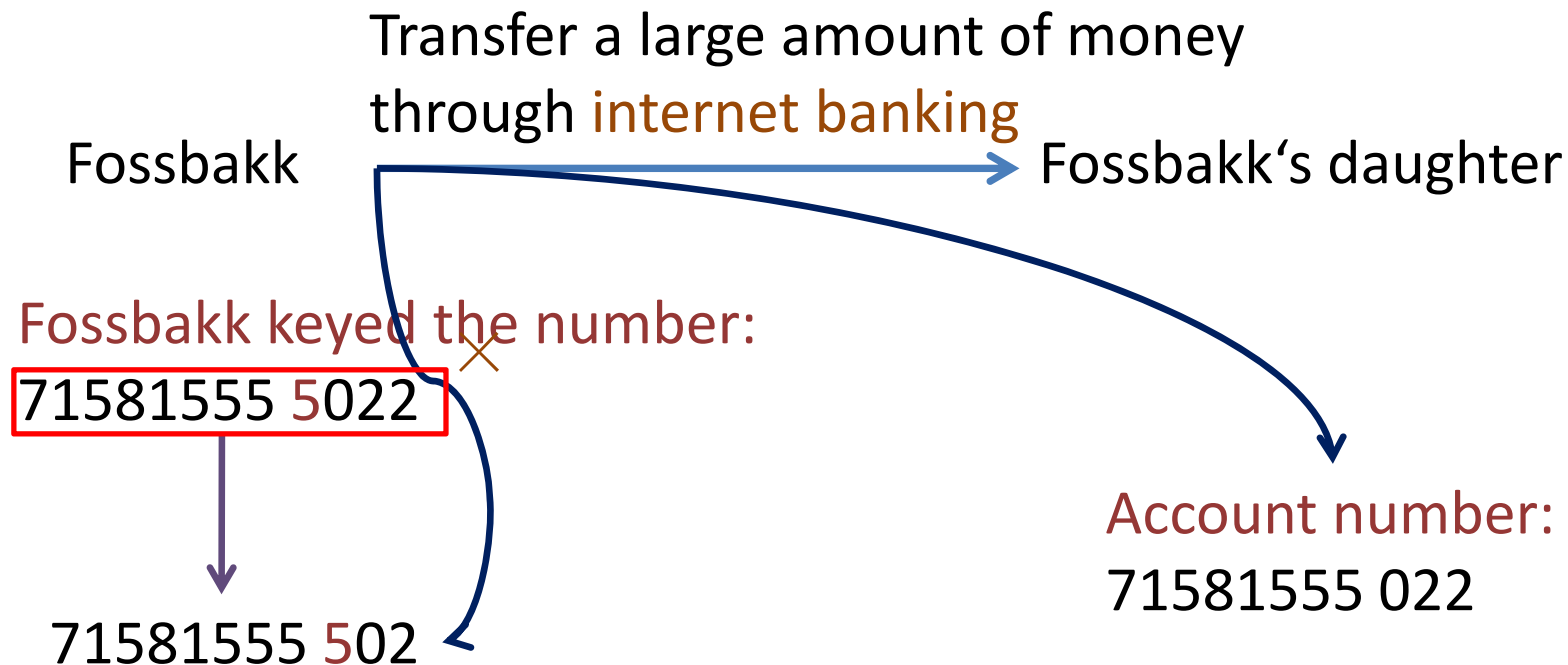 Transfer a large amount of money
through internet banking
Fossbakk
Fossbakk‘s daughter
Fossbakk keyed the number:
71581555 5022
71581555 502
Account number:
71581555 022